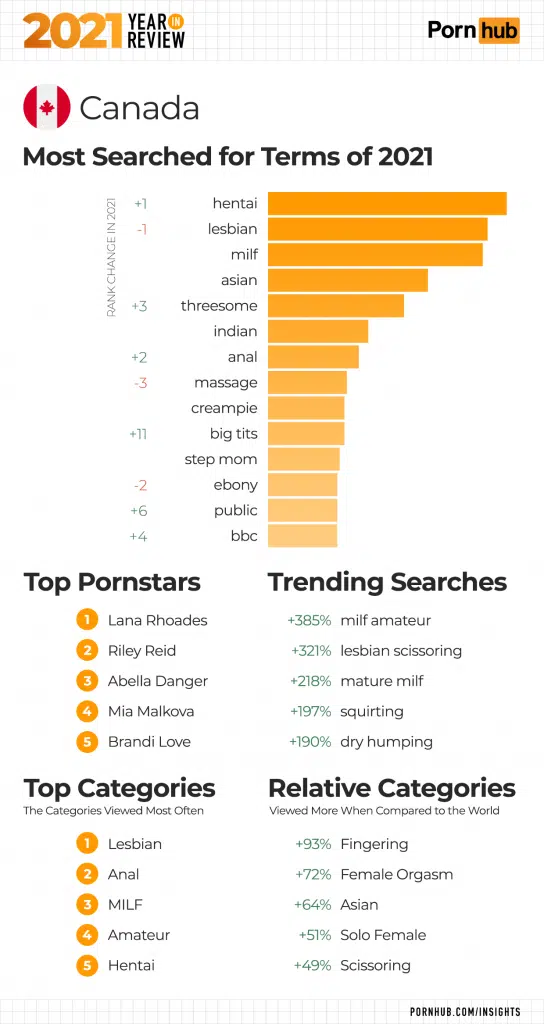 2021 YEAR IN REVIEW
Porn hub
Canada
Most Searched for Terms of 2021
RANK CHANGE IN 2021
+1 hentai
-1 lesbian
milf
asian
+3 threesome
indian
+2 anal
-3 massage
creampie
+11 big tits
step mom
-2 ebony
+6 public
+4 bbc
Top Pornstars
1 Lana Rhoades
2 Riley Reid
3 Abella Danger
4 Mia Malkova
5 Brandi Love
Trending Searches
+385% milf amateur
+321% lesbian scissoring
+218% mature milf
+197% squirting
+190% dry humping
Top Categories
The Categories Viewed Most Often
1 Lesbian
2 Anal
3 MILF
4 Amateur
5 Hentai
Relative Categories
Viewed More When Compared to the World
+93% Fingering
+72% Female Orgasm
+64% Asian
+51% Solo Female
+49% Scissoring
PORNHUB.COM/INSIGHTS